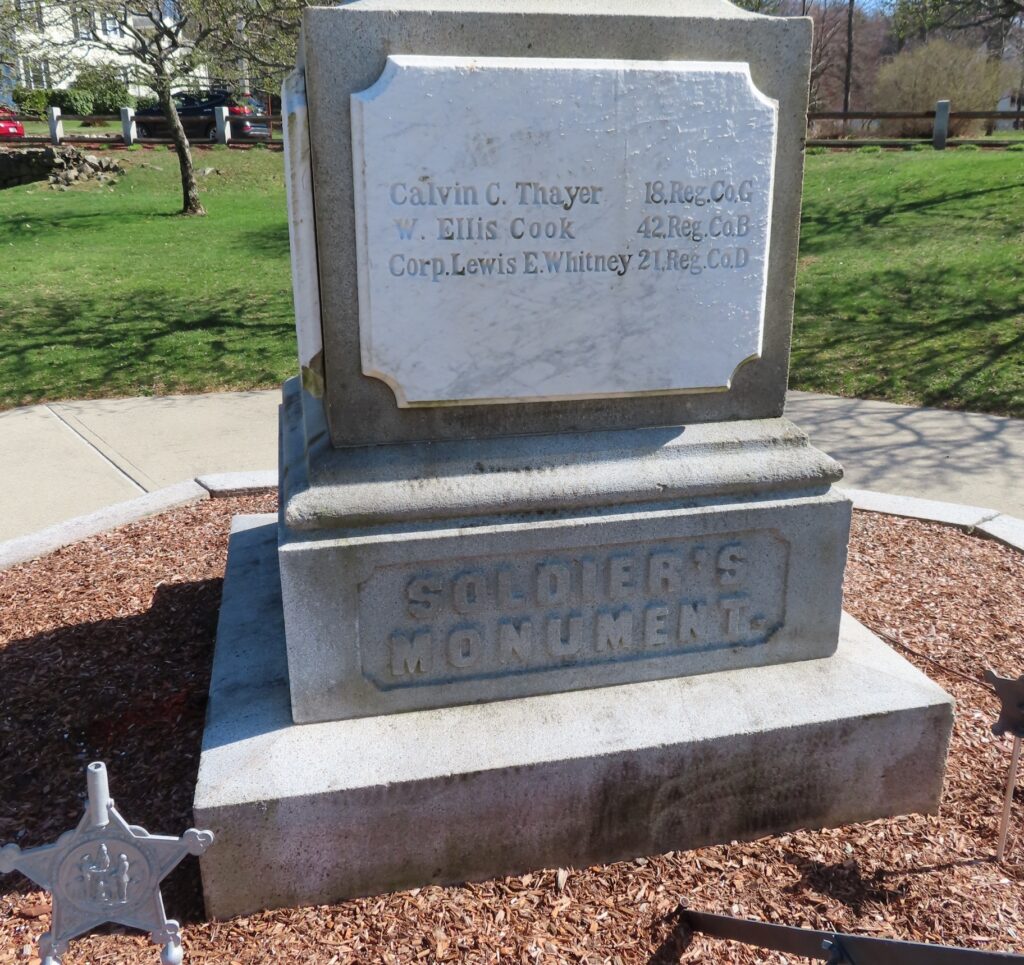 Calvin C. Thayer 18,Reg.Co,G
W. Ellis Cook 42,Reg.Co,B
Corp.Lewis E.Whitney 21,Reg.Co,D
SOLDIER'S
MONUMENT.